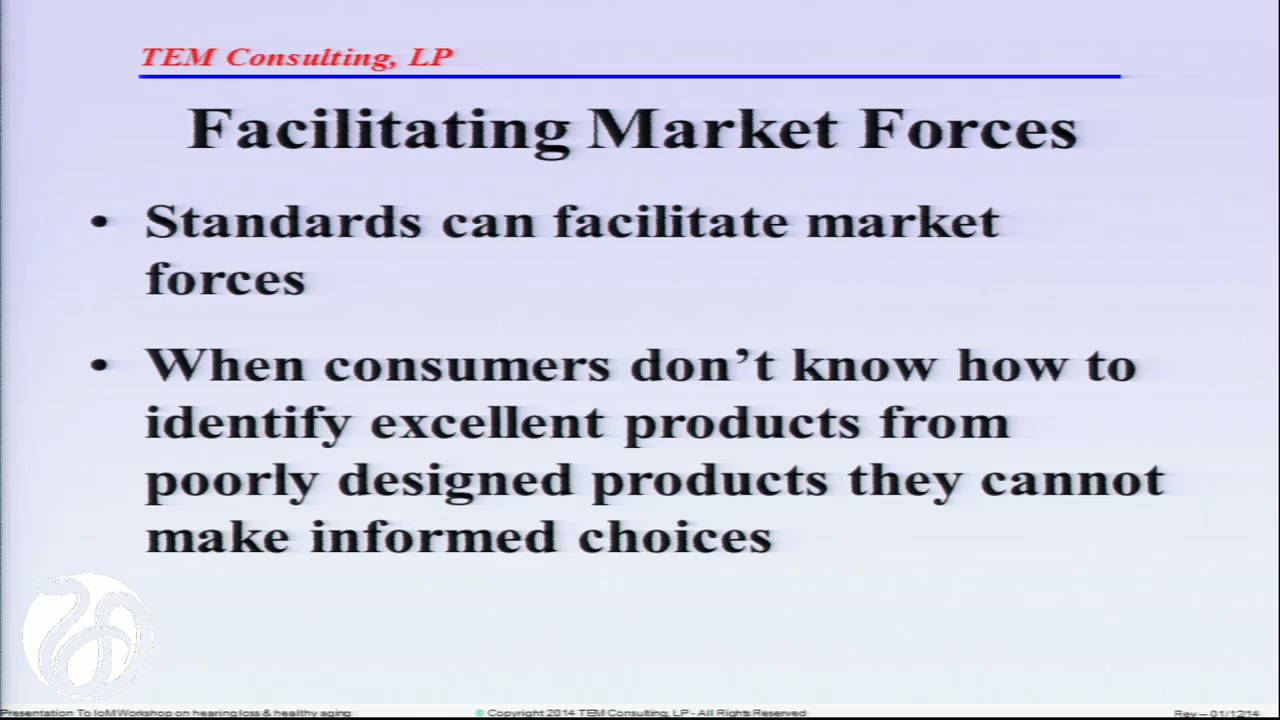 TEM Consulting, LP
Facilitating Market Forces
• Standards can facilitate market
forces
• When consumers don’t know how to
identify excellent products from
poorly designed products they cannot
make informed choices
Presentation To IoM Workshop on hearing loss & healthy aging
© Copyright 2014 TEM Consulting, LP - All Rights Reserved
Rev – 01/12/14